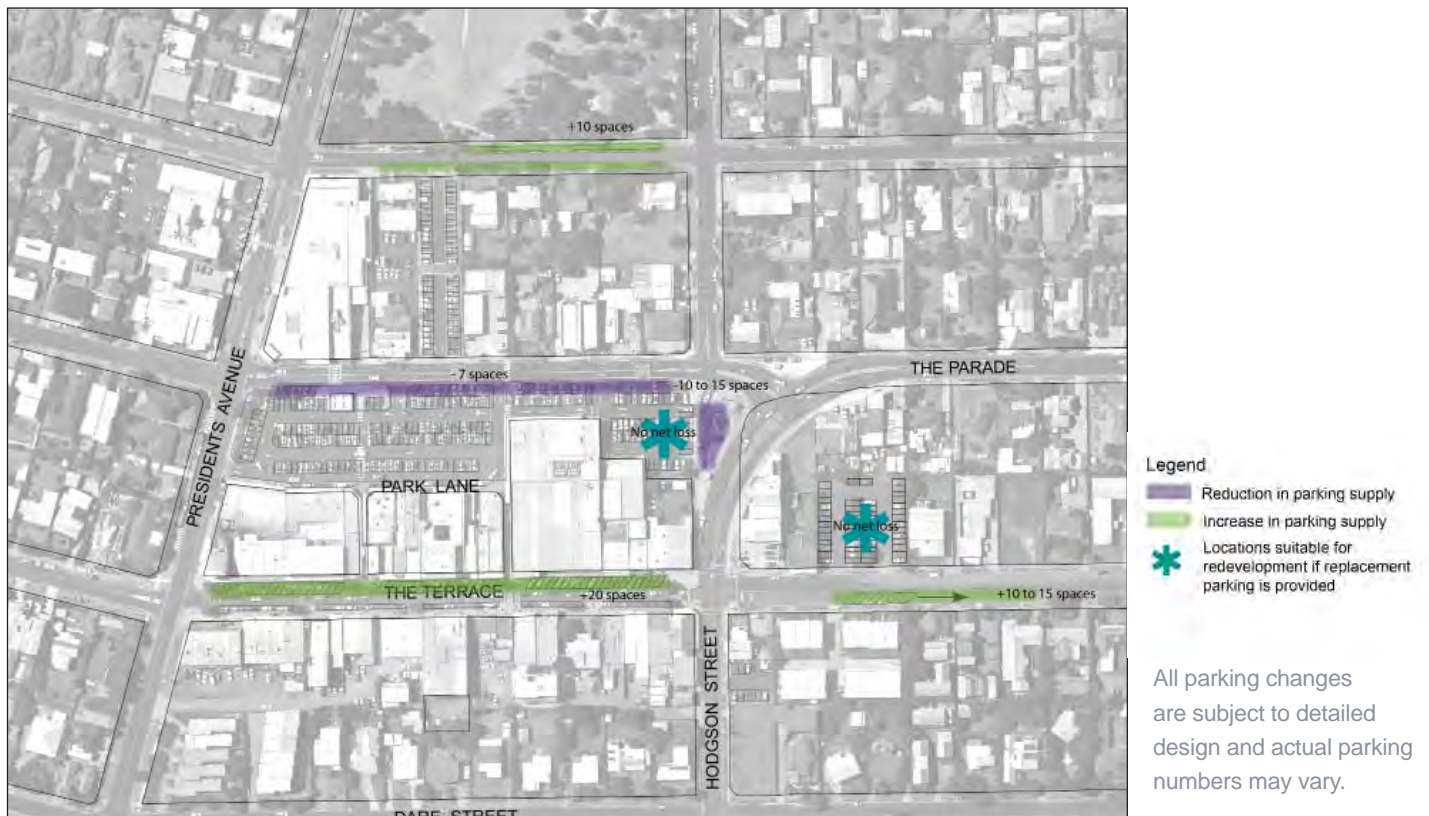 +10 spaces
THE PARADE
- 7 spaces
-10 to 15 spaces
No net loss
PRESIDENTS AVENUE
PARK LANE
No net loss
THE TERRACE
+20 spaces
+10 to 15 spaces
HODGSON STREET
DARE STREET
Legend
Reduction in parking supply
Increase in parking supply
Locations suitable for
redevelopment if replacement
parking is provided
All parking changes
are subject to detailed
design and actual parking
numbers may vary.